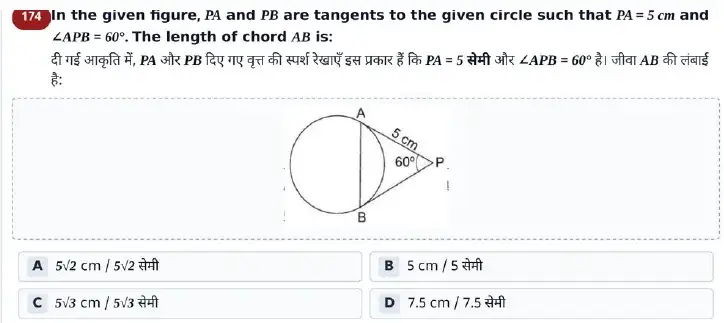 174 In the given figure, PA and PB are tangents to the given circle such that PA = 5 cm and
∠APB = 60°. The length of chord AB is:
दी गई आकृति में, PA और PB दिए गए वृत्त की स्पर्श रेखाएँ इस प्रकार हैं कि PA = 5 सेमी और ∠APB = 60° है। जीवा AB की लंबाई
है:
A
5 cm
60°
P
B
A 5√2 cm / 5√2 सेमी
B 5 cm / 5 सेमी
C 5√3 cm / 5√3 सेमी
D 7.5 cm / 7.5 सेमी